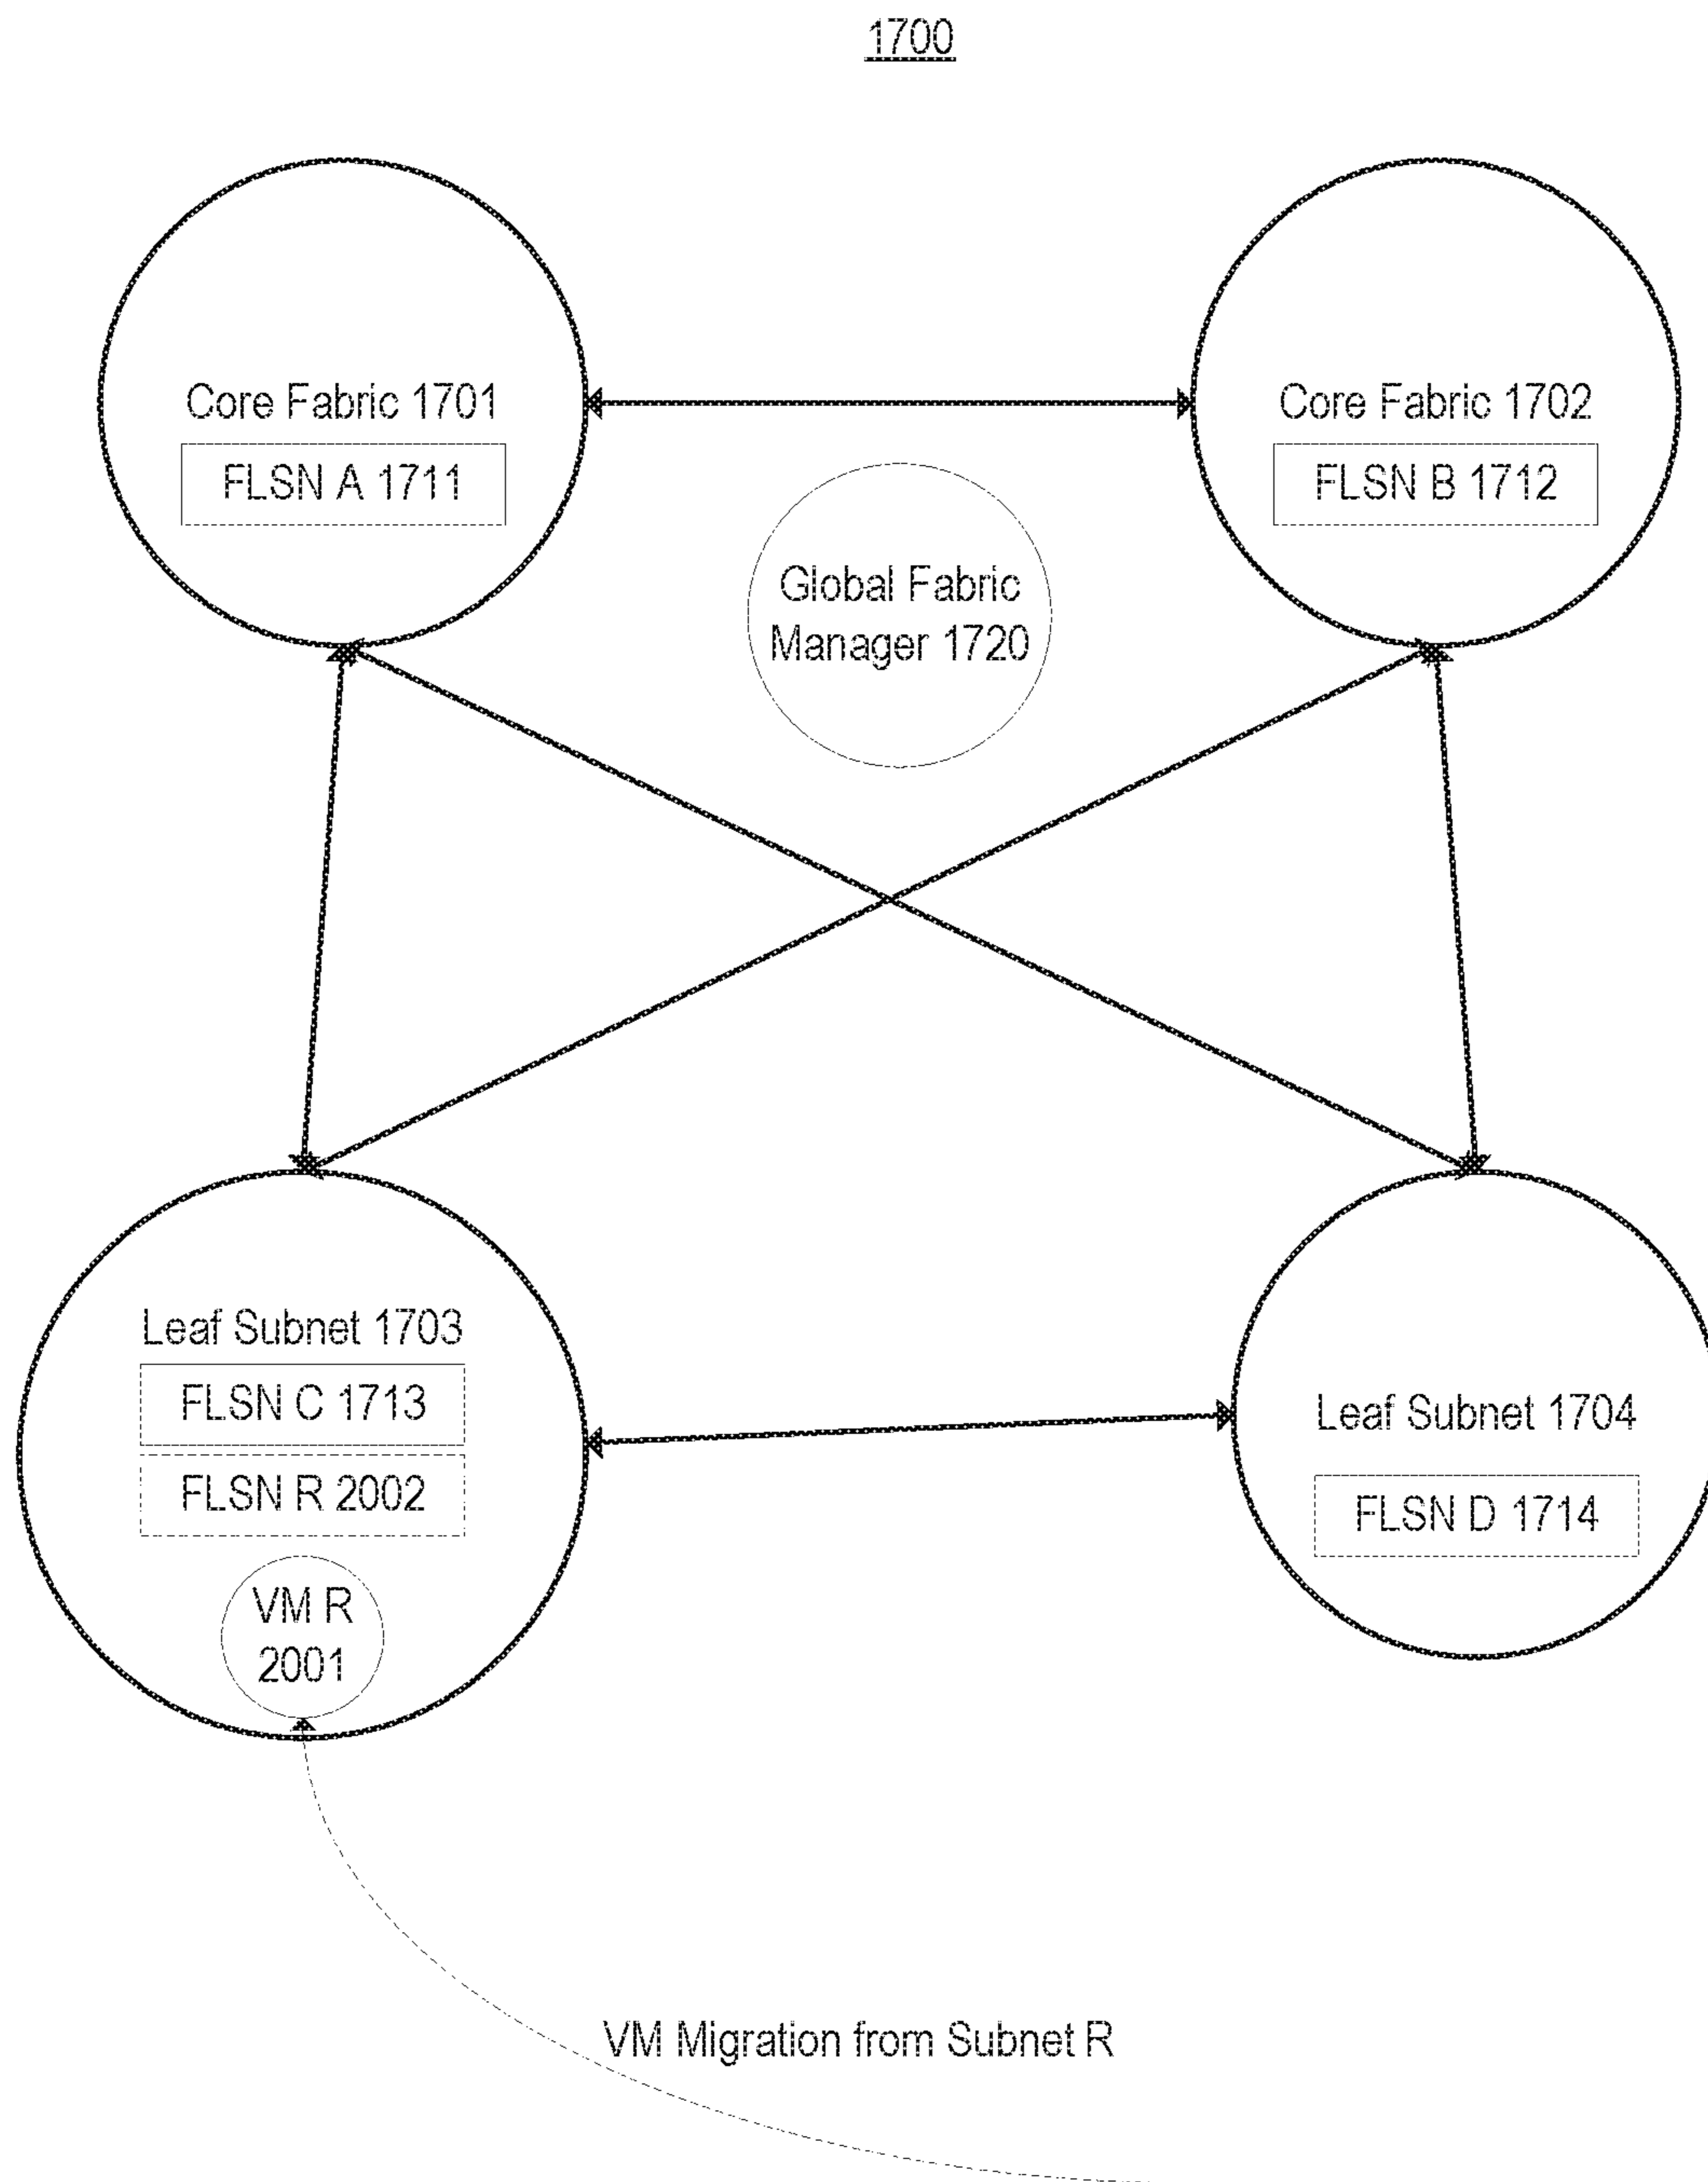 1700
Core Fabric 1701
FLSN A 1711
Core Fabric 1702
FLSN B 1712
Global Fabric
Manager 1720
Leaf Subnet 1703
FLSN C 1713
FLSN R 2002
VM R
2001
Leaf Subnet 1704
FLSN D 1714
VM Migration from Subnet R